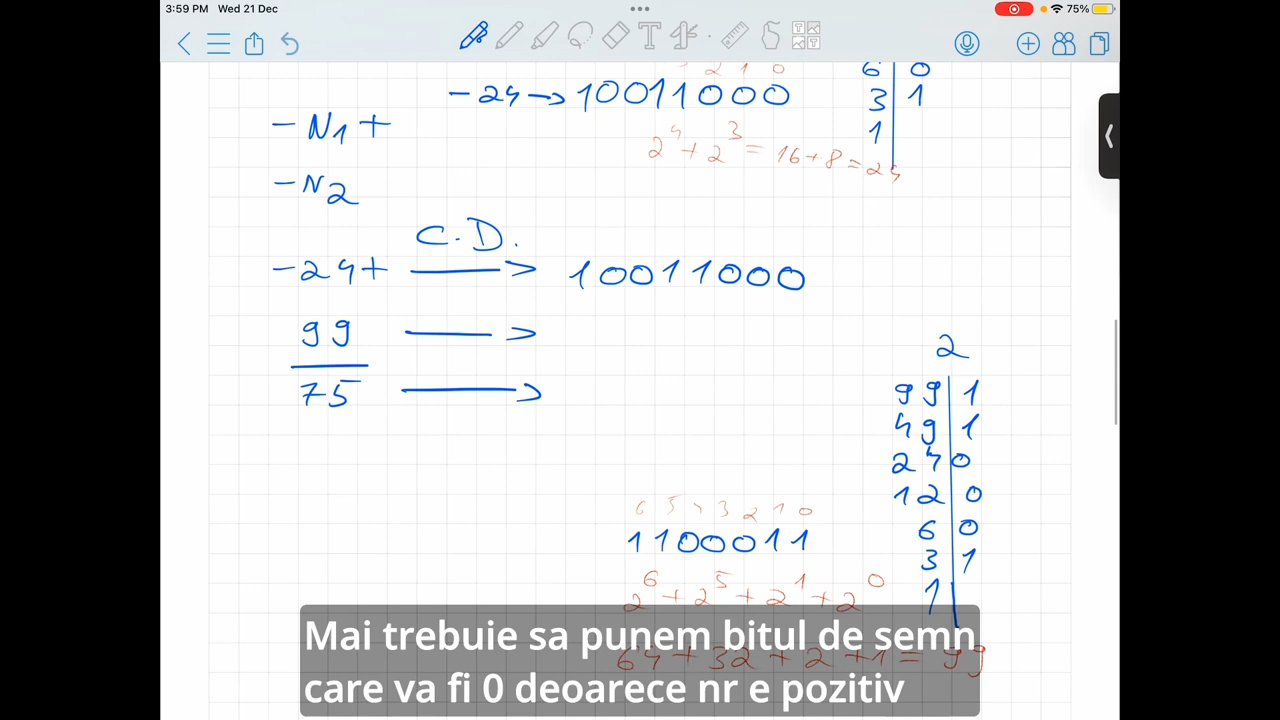 3:59 PM Wed 21 Dec
75%
2 1 0
6 0
-24 → 10011000
3 1
1
-N1 +
2^4 + 2^3 = 16 + 8 = 24
-N2
C.D.
-24+ → 10011000
99 →
75 →
2
99 1
49 1
24 0
12 0
6 0
3 1
1
6 5 4 3 2 1 0
1100011
2^6 + 2^5 + 2^1 + 2^0
64 + 32 + 2 + 1 = 99
Mai trebuie sa punem bitul de semn
care va fi 0 deoarece nr e pozitiv